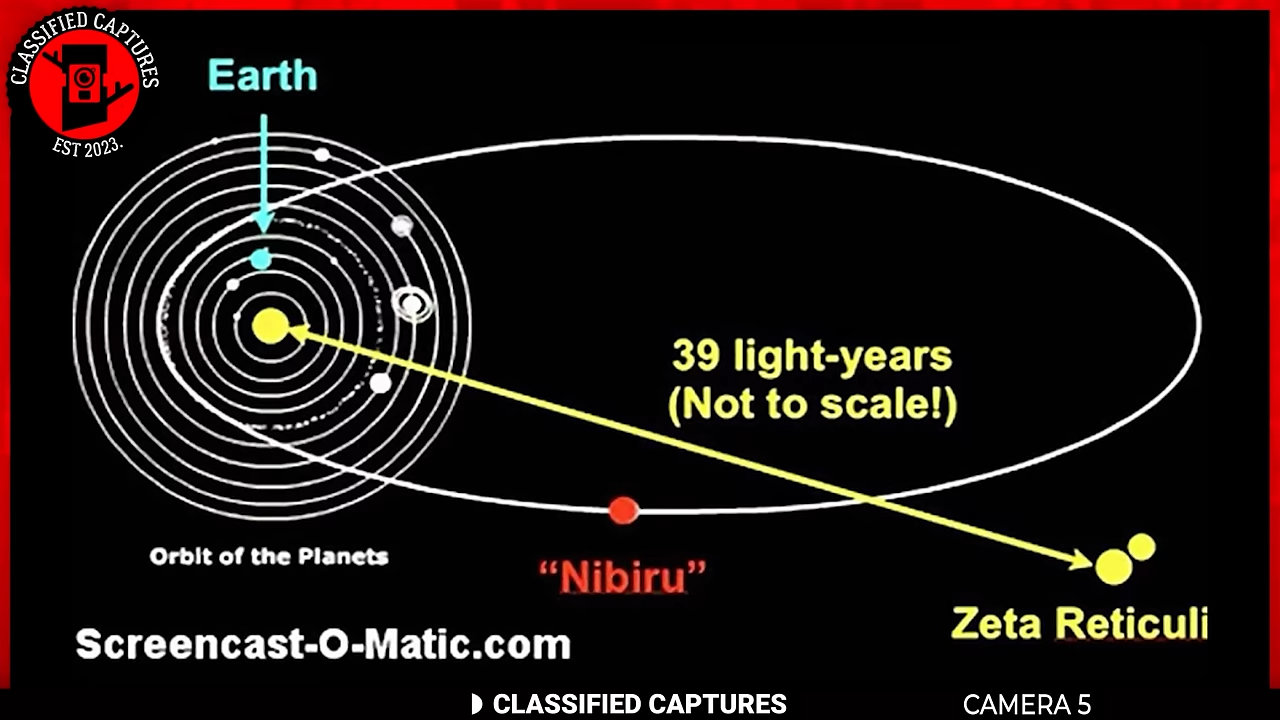 CLASSIFIED CAPTURES
EST 2023.
Earth
39 light-years
(Not to scale!)
Orbit of the Planets
“Nibiru”
Zeta Reticuli
Screencast-O-Matic.com
CLASSIFIED CAPTURES
CAMERA 5